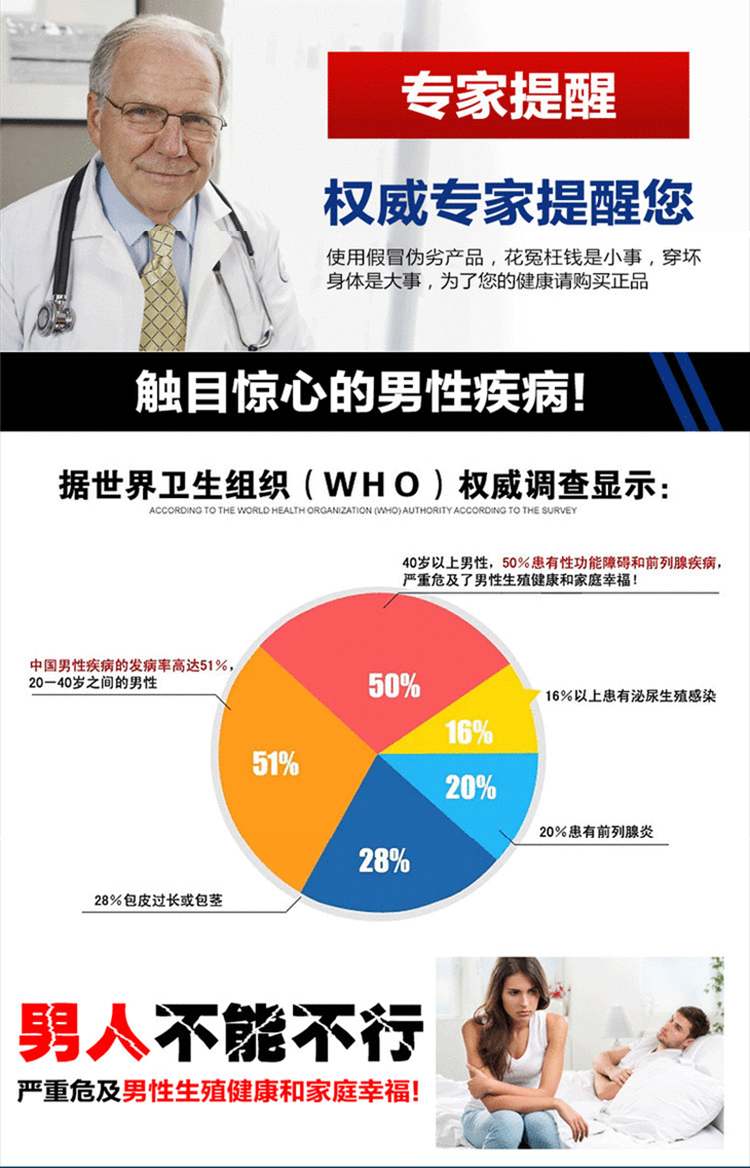 专家提醒
权威专家提醒您
使用假冒伪劣产品，花冤枉钱是小事，穿坏
身体是大事，为了您的健康请购买正品
触目惊心的男性疾病!
据世界卫生组织（WHO）权威调查显示：
ACCORDING TO THE WORLD HEALTH ORGANIZATION (WHO) AUTHORITY ACCORDING TO THE SURVEY
40岁以上男性，50%患有性功能障碍和前列腺疾病，
严重危及了男性生殖健康和家庭幸福！
中国男性疾病的发病率高达51%，
20－40岁之间的男性
50%
16%以上患有泌尿生殖感染
16%
51%
20%
20%患有前列腺炎
28%
28%包皮过长或包茎
男人不能不行
严重危及男性生殖健康和家庭幸福!